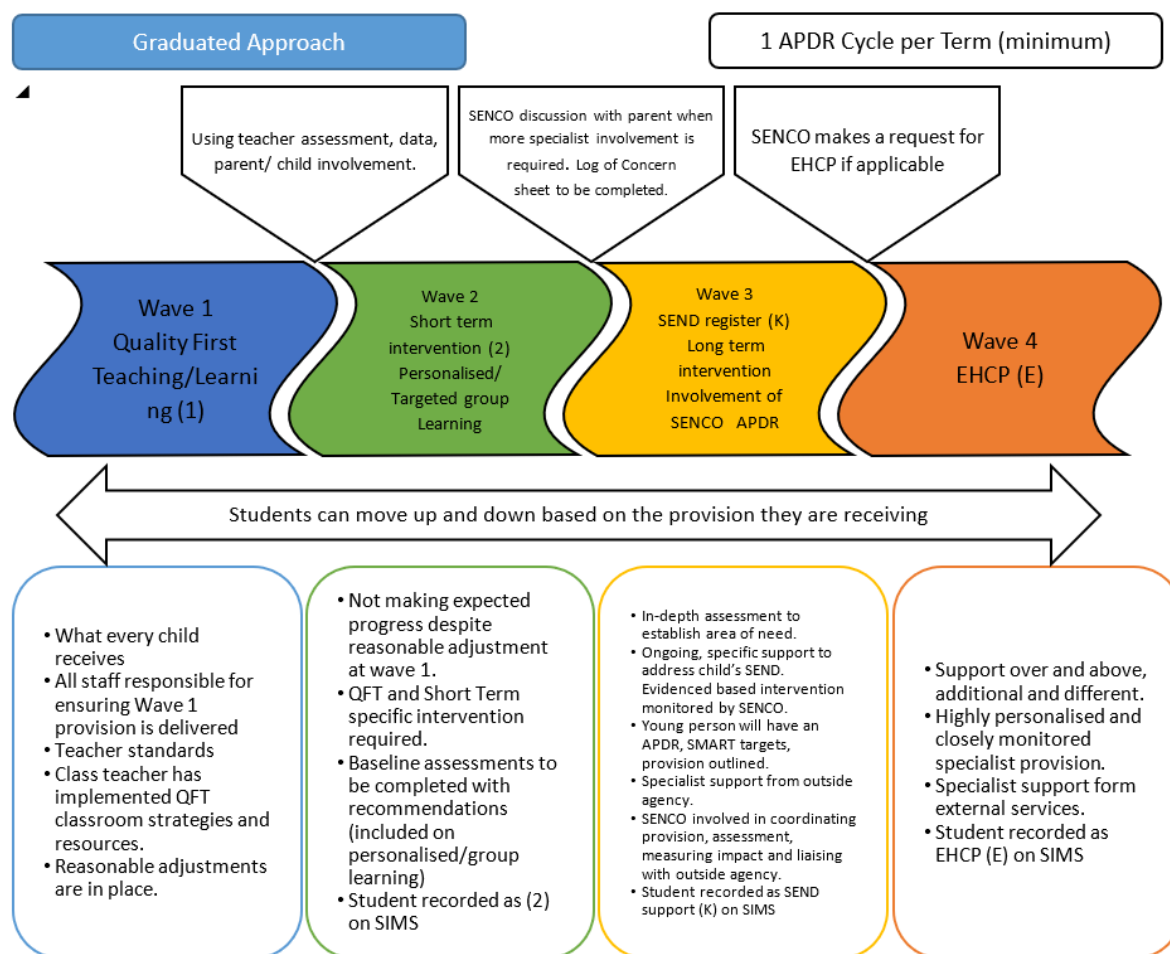 Graduated Approach
1 APDR Cycle per Term (minimum)
Using teacher assessment, data,
parent/ child involvement.
SENCO discussion with parent when
more specialist involvement is
required. Log of Concern
sheet to be completed.
SENCO makes a request for
EHCP if applicable
Wave 1
Quality First
Teaching/Learni
ng (1)
Wave 2
Short term
intervention (2)
Personalised/
Targeted group
Learning
Wave 3
SEND register (K)
Long term
intervention
Involvement of
SENCO APDR
Wave 4
EHCP (E)
Students can move up and down based on the provision they are receiving
• What every child
receives
• All staff responsible for
ensuring Wave 1
provision is delivered
• Teacher standards
• Class teacher has
implemented QFT
classroom strategies and
resources.
• Reasonable adjustments
are in place.
• Not making expected
progress despite
reasonable adjustment
at wave 1.
• QFT and Short Term
specific intervention
required.
• Baseline assessments to
be completed with
recommendations
(included on
personalised/group
learning)
• Student recorded as (2)
on SIMS
• In-depth assessment to
establish area of need.
• Ongoing, specific support to
address child's SEND.
Evidenced based intervention
monitored by SENCO.
• Young person will have an
APDR, SMART targets,
provision outlined.
• Specialist support from outside
agency.
• SENCO involved in coordinating
provision, assessment,
measuring impact and liaising
with outside agency.
• Student recorded as SEND
support (K) on SIMS
• Support over and above,
additional and different.
• Highly personalised and
closely monitored
specialist provision.
• Specialist support form
external services.
• Student recorded as
EHCP (E) on SIMS